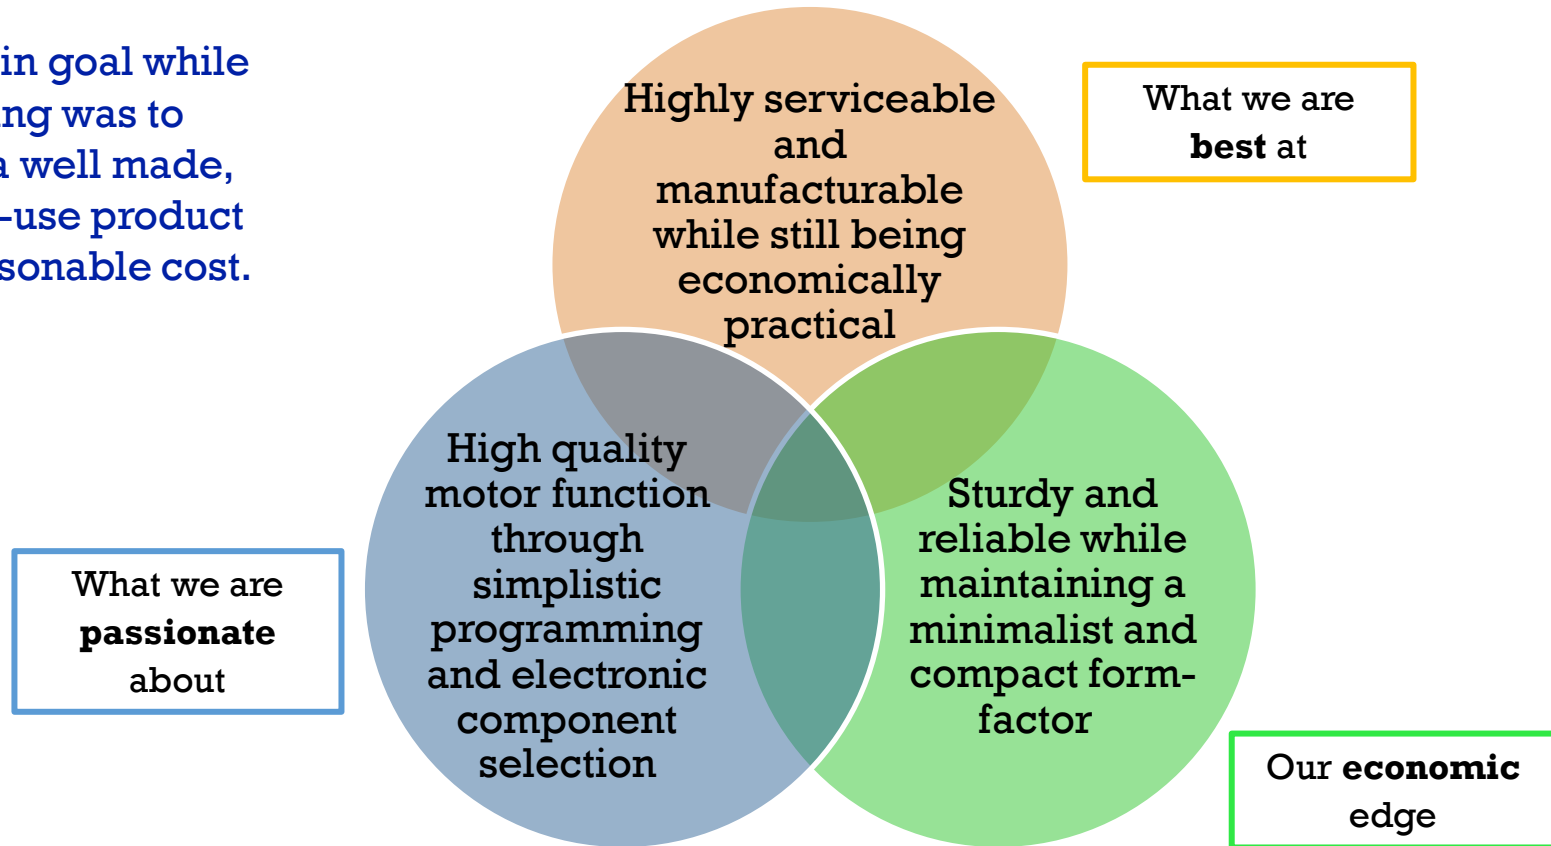 in goal while
ng was to
a well made,
-use product
sonable cost.
Highly serviceable
and
manufacturable
while still being
economically
practical
What we are
best at
High quality
motor function
through
simplistic
programming
and electronic
component
selection
Sturdy and
reliable while
maintaining a
minimalist and
compact form-
factor
What we are
passionate
about
Our economic
edge